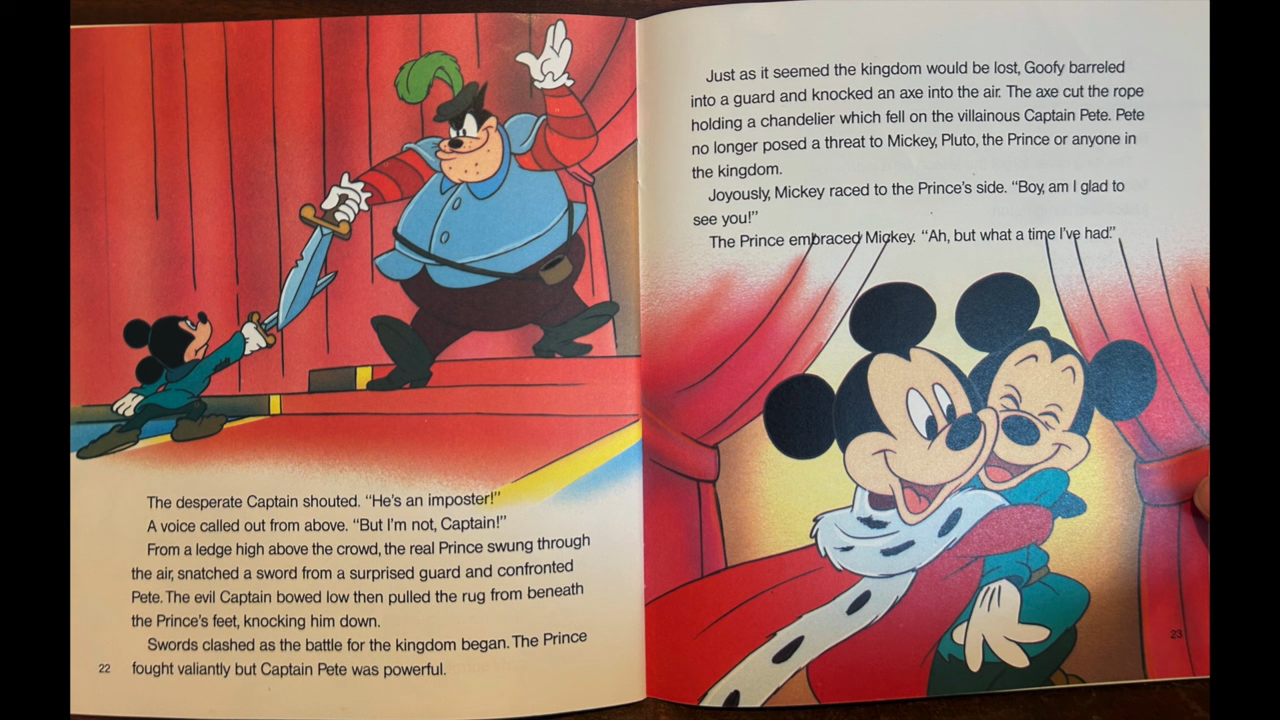 The desperate Captain shouted. “He’s an imposter!”
A voice called out from above. “But I’m not, Captain!”
From a ledge high above the crowd, the real Prince swung through
the air, snatched a sword from a surprised guard and confronted
Pete. The evil Captain bowed low then pulled the rug from beneath
the Prince’s feet, knocking him down.
Swords clashed as the battle for the kingdom began. The Prince
fought valiantly but Captain Pete was powerful.
22
Just as it seemed the kingdom would be lost, Goofy barreled
into a guard and knocked an axe into the air. The axe cut the rope
holding a chandelier which fell on the villainous Captain Pete. Pete
no longer posed a threat to Mickey, Pluto, the Prince or anyone in
the kingdom.
Joyously, Mickey raced to the Prince’s side. “Boy, am I glad to
see you!”
The Prince embraced Mickey. “Ah, but what a time I’ve had.”
23